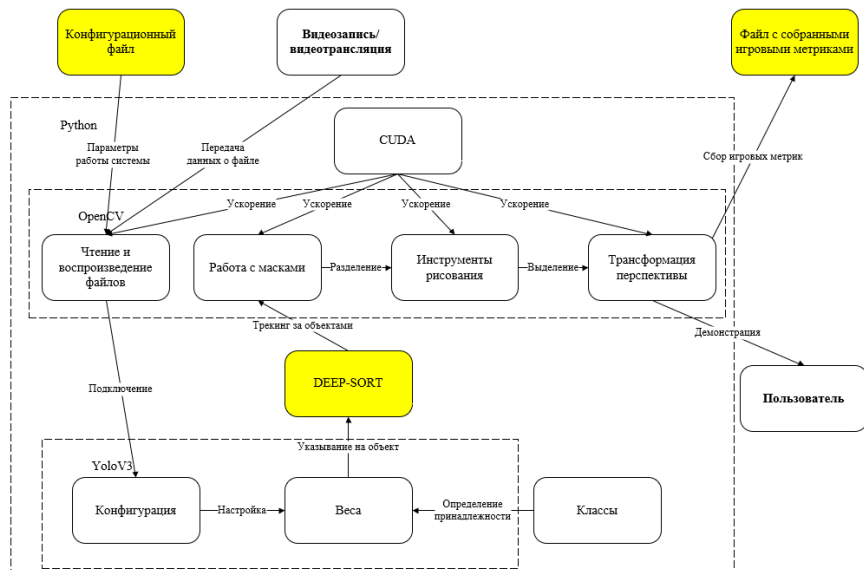 Конфигурационный
файл
Видеозапись/
видеотрансляция
Файл с собранными
игровыми метриками
Python
CUDA
Параметры
работы системы
Передача
данных о файле
Сбор игровых метрик
OpenCV
Ускорение
Ускорение
Ускорение
Ускорение
Чтение и
воспроизведение
файлов
Работа с масками
Разделение
Инструменты
рисования
Выделение
Трансформация
перспективы
Трекинг за объектами
Демонстрация
DEEP-SORT
Подключение
Пользователь
Указывание на объект
YoloV3
Конфигурация
Настройка
Веса
Определение
принадлежности
Классы